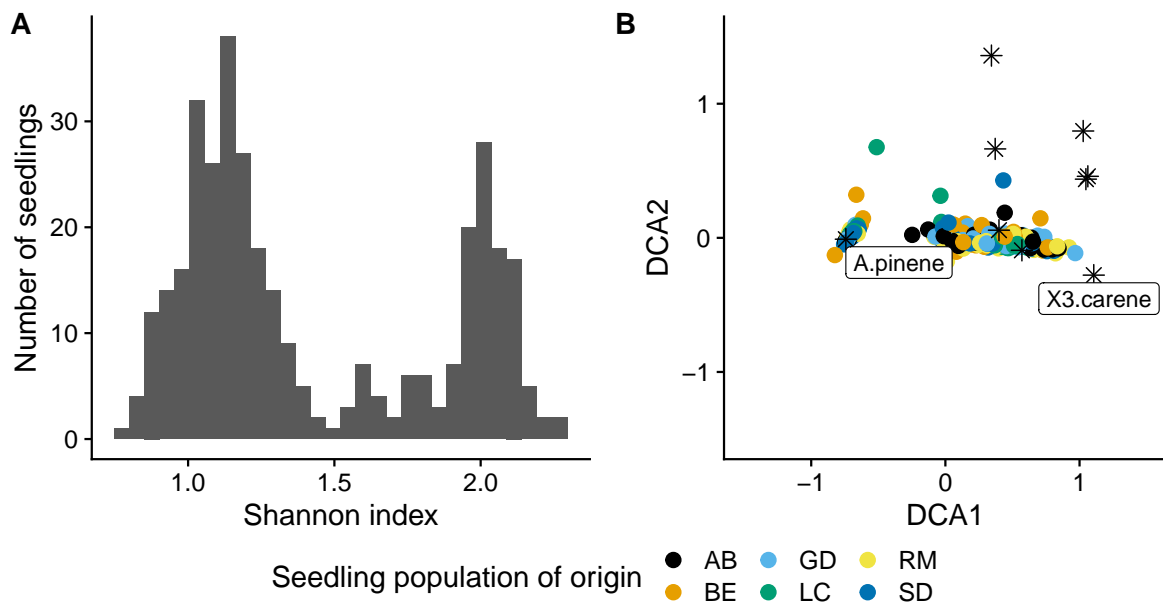 A
Number of seedlings
30
20
10
0
1.0 1.5 2.0
Shannon index
B
DCA2
1
0
−1
A.pinene
X3.carene
−1 0 1
DCA1
Seedling population of origin
AB GD RM
BE LC SD